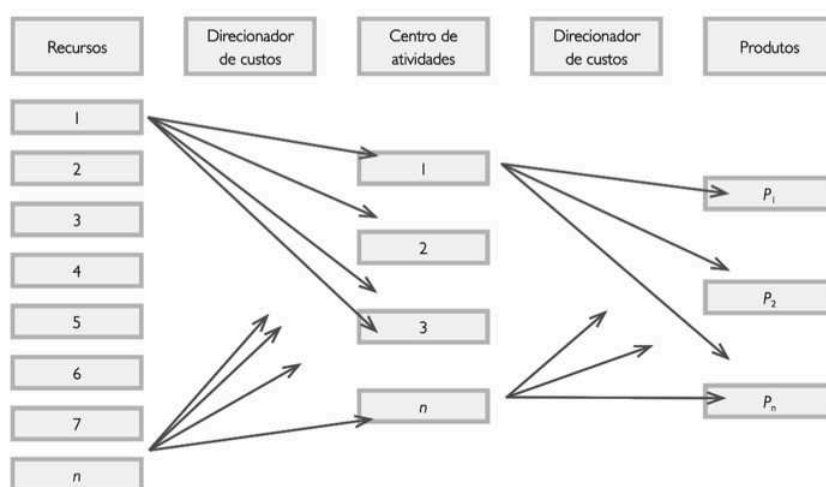 Recursos
Direcionador
de custos
Centro de
atividades
Direcionador
de custos
Produtos
1
2
3
4
5
6
7
n
1
2
3
n
P1
P2
Pn